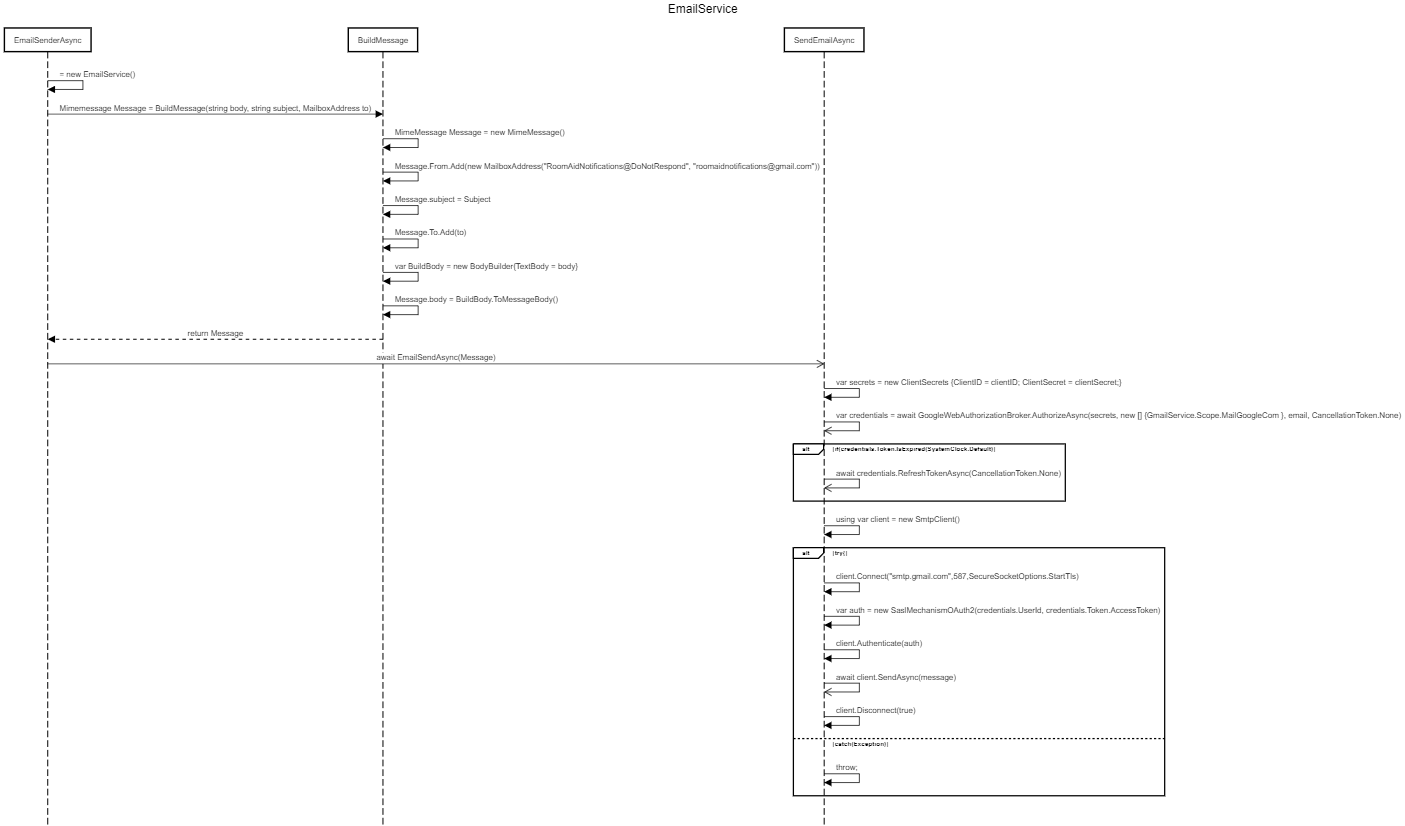 EmailService
EmailSenderAsync
BuildMessage
SendEmailAsync
= new EmailService()
Mimemessage Message = BuildMessage(string body, string subject, MailboxAddress to)
MimeMessage Message = new MimeMessage()
Message.From.Add(new MailboxAddress("RoomAidNotifications@DoNotRespond", "roomaidnotifications@gmail.com"))
Message.subject = Subject
Message.To.Add(to)
var BuildBody = new BodyBuilder{TextBody = body}
Message.body = BuildBody.ToMessageBody()
return Message
await EmailSendAsync(Message)
var secrets = new ClientSecrets {ClientID = clientID; ClientSecret = clientSecret;}
var credentials = await GoogleWebAuthorizationBroker.AuthorizeAsync(secrets, new [] {GmailService.Scope.MailGoogleCom }, email, CancellationToken.None)
alt
[if(credentials.Token.IsExpired(SystemClock.Default)]
await credentials.RefreshTokenAsync(CancellationToken.None)
using var client = new SmtpClient()
alt
[try{]
client.Connect("smtp.gmail.com",587,SecureSocketOptions.StartTls)
var auth = new SaslMechanismOAuth2(credentials.UserId, credentials.Token.AccessToken)
client.Authenticate(auth)
await client.SendAsync(message)
client.Disconnect(true)
[catch(Exception)]
throw;